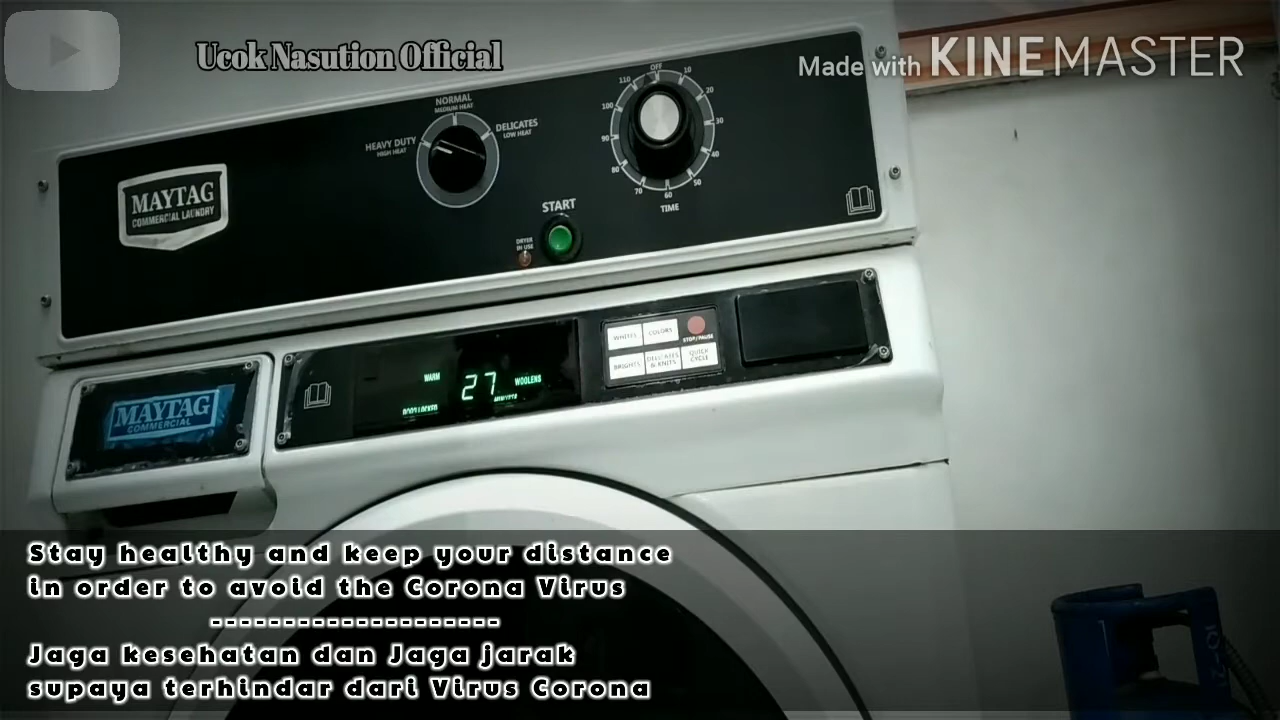 Ucok Nasution Official
Made with KINEMASTER
NORMAL
MEDIUM HEAT
HEAVY DUTY
HIGH HEAT
DELICATES
LOW HEAT
OFF
10
20
30
40
50
60
70
80
90
100
110
TIME
MAYTAG
COMMERCIAL LAUNDRY
START
DRYER
IN USE
WHITES
COLORS
STOP/PAUSE
BRIGHTS
DELICATES
& KNITS
QUICK
CYCLE
WARM
27
WOOLENS
DOOR LOCKED
MINUTES
MAYTAG
COMMERCIAL
Stay healthy and keep your distance
in order to avoid the Corona Virus
--------------------
Jaga kesehatan dan Jaga jarak
supaya terhindar dari Virus Corona